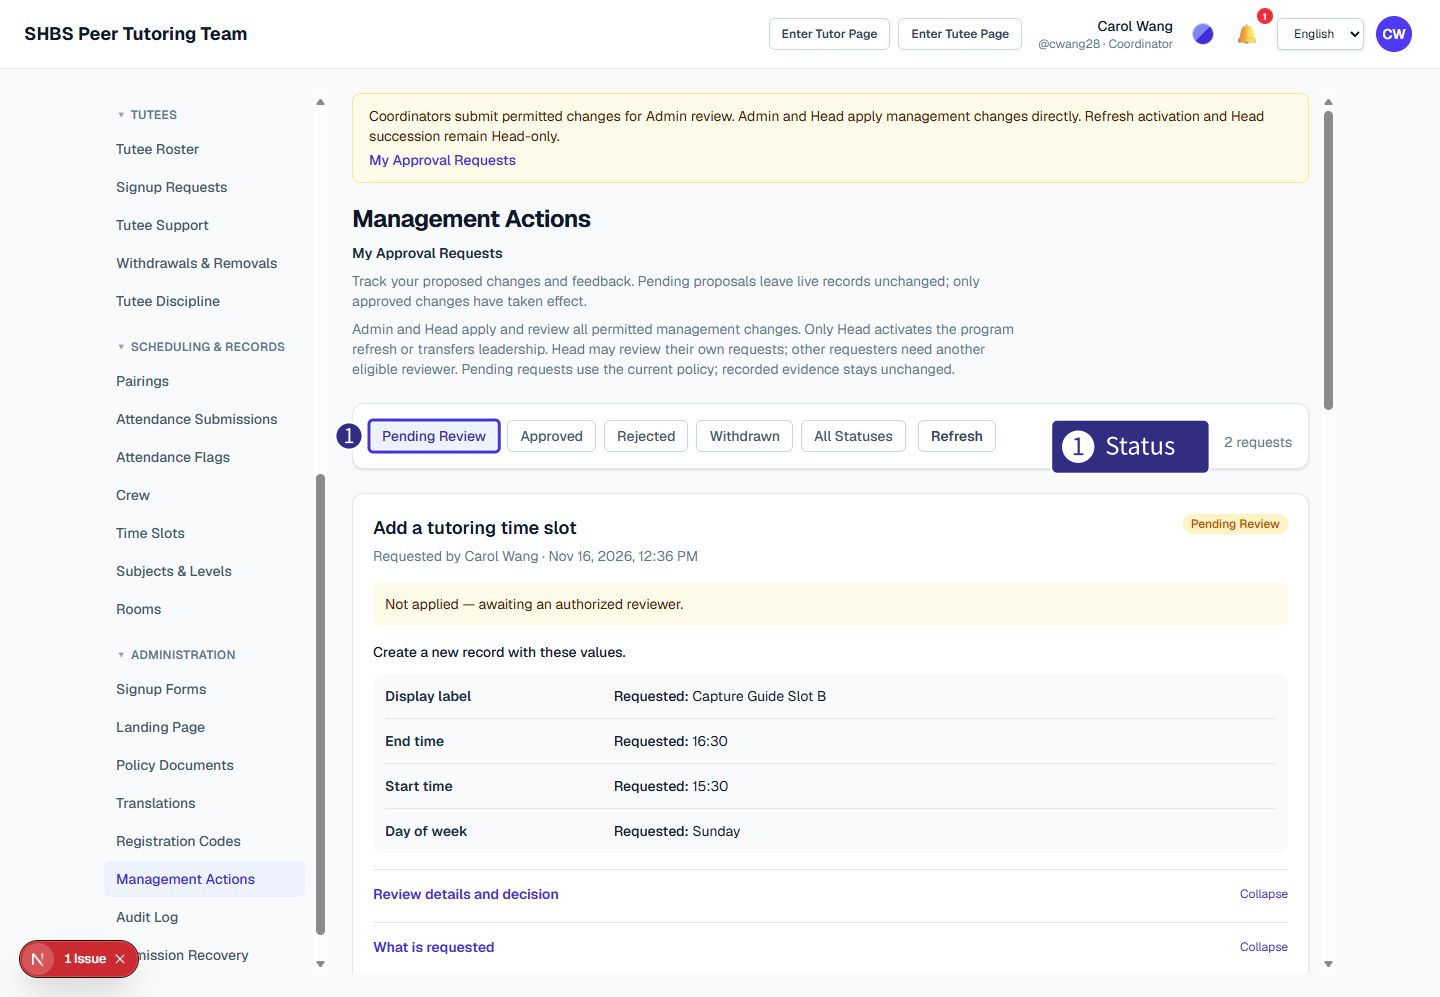 SHBS Peer Tutoring Team
Enter Tutor Page
Enter Tutee Page
Carol Wang
@cwang28 · Coordinator
1
English
CW
TUTEES
Tutee Roster
Signup Requests
Tutee Support
Withdrawals & Removals
Tutee Discipline
SCHEDULING & RECORDS
Pairings
Attendance Submissions
Attendance Flags
Crew
Time Slots
Subjects & Levels
Rooms
ADMINISTRATION
Signup Forms
Landing Page
Policy Documents
Translations
Registration Codes
Management Actions
Audit Log
mission Recovery
N
1 Issue
Coordinators submit permitted changes for Admin review. Admin and Head apply management changes directly. Refresh activation and Head
succession remain Head-only.
My Approval Requests
Management Actions
My Approval Requests
Track your proposed changes and feedback. Pending proposals leave live records unchanged; only
approved changes have taken effect.
Admin and Head apply and review all permitted management changes. Only Head activates the program
refresh or transfers leadership. Head may review their own requests; other requesters need another
eligible reviewer. Pending requests use the current policy; recorded evidence stays unchanged.
1
Pending Review
Approved
Rejected
Withdrawn
All Statuses
Refresh
1 Status
2 requests
Add a tutoring time slot
Pending Review
Requested by Carol Wang · Nov 16, 2026, 12:36 PM
Not applied — awaiting an authorized reviewer.
Create a new record with these values.
Display label
Requested: Capture Guide Slot B
End time
Requested: 16:30
Start time
Requested: 15:30
Day of week
Requested: Sunday
Review details and decision
Collapse
What is requested
Collapse